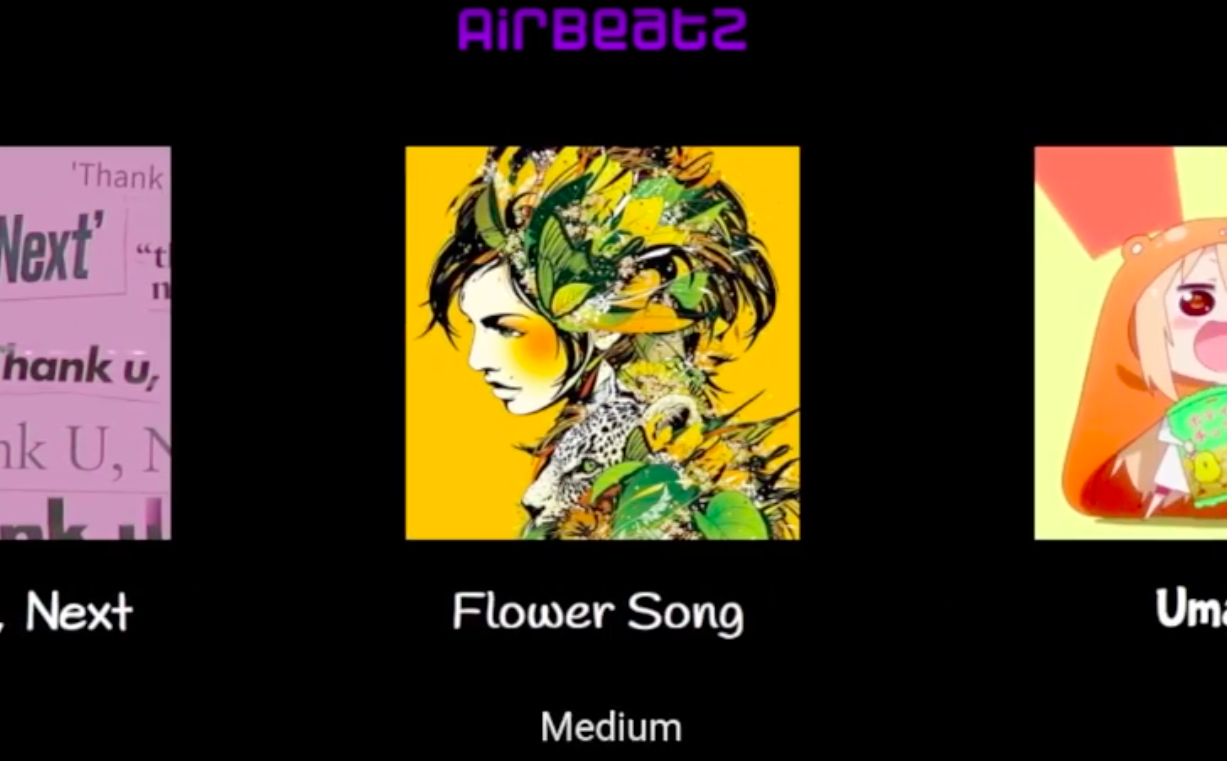 AirBeatz
'Thank
Next'
"t
n
hank u,
nk U, N
nk u
, Next
Flower Song
Uma
Medium